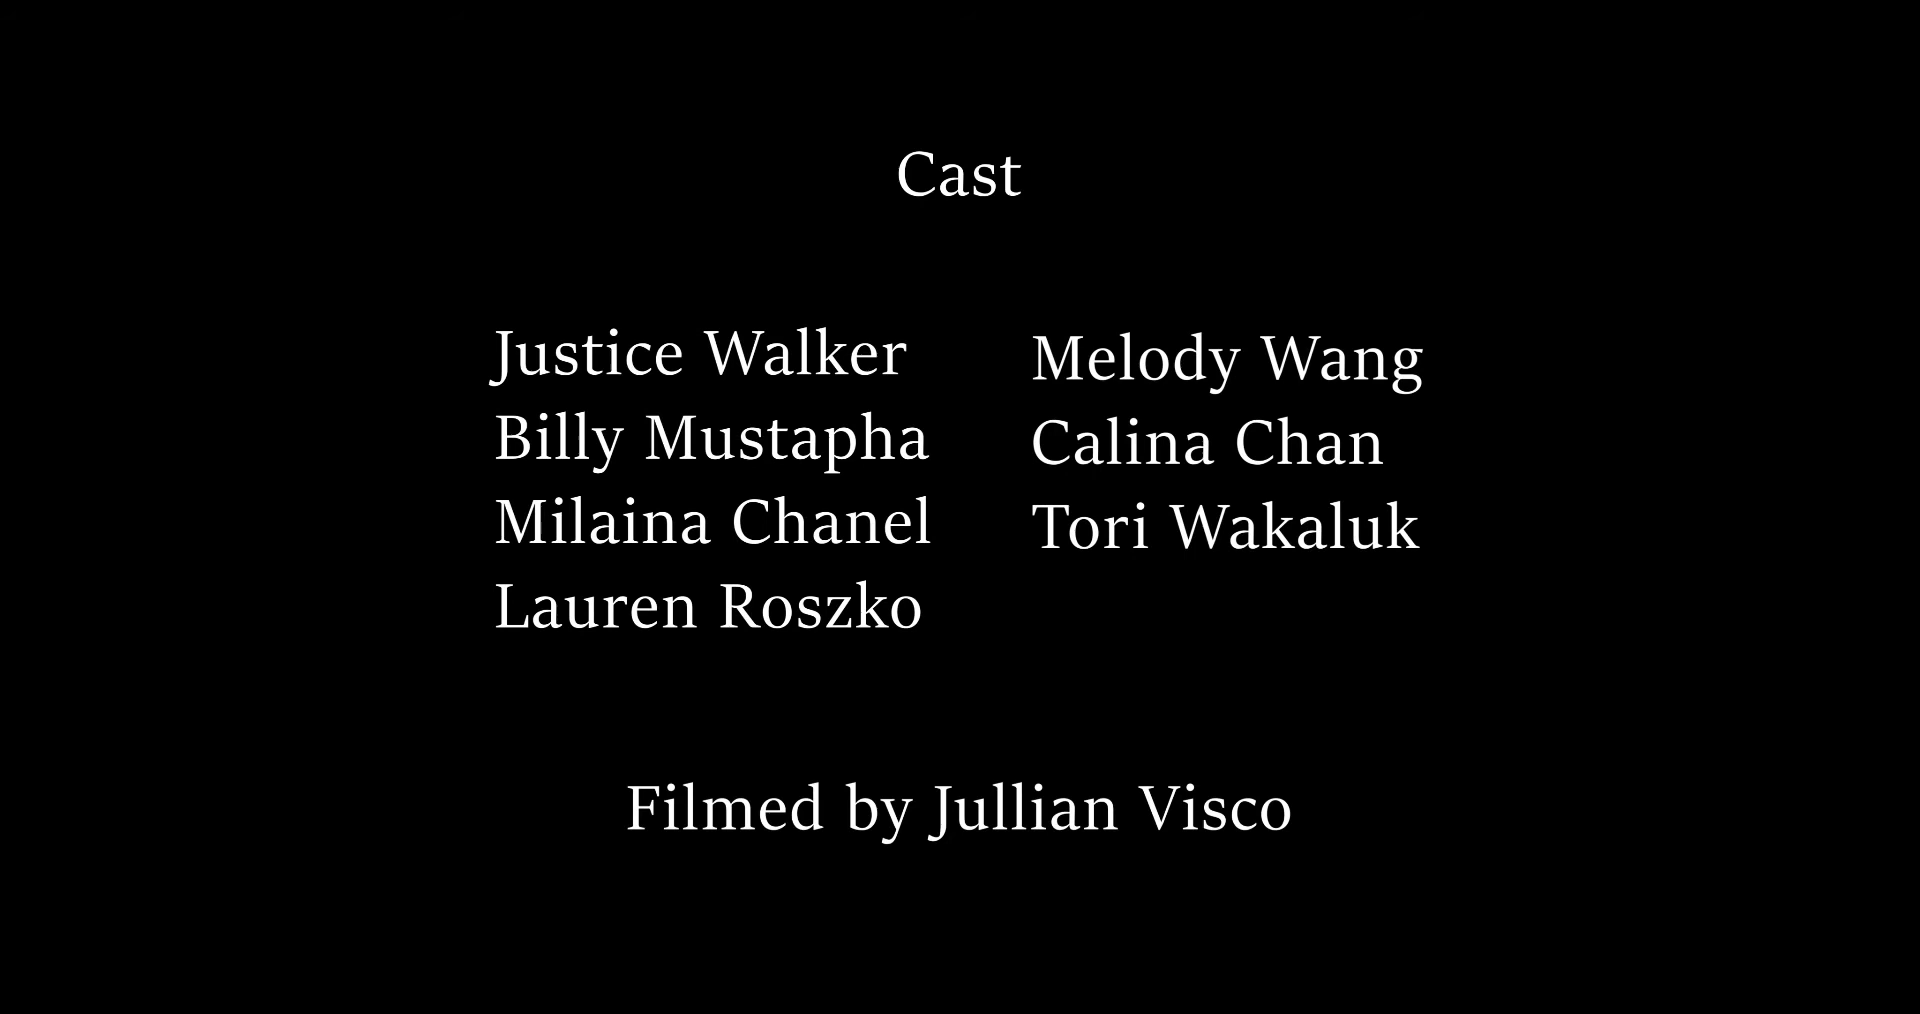 Cast
Justice Walker
Billy Mustapha
Milaina Chanel
Lauren Roszko
Melody Wang
Calina Chan
Tori Wakaluk
Filmed by Jullian Visco